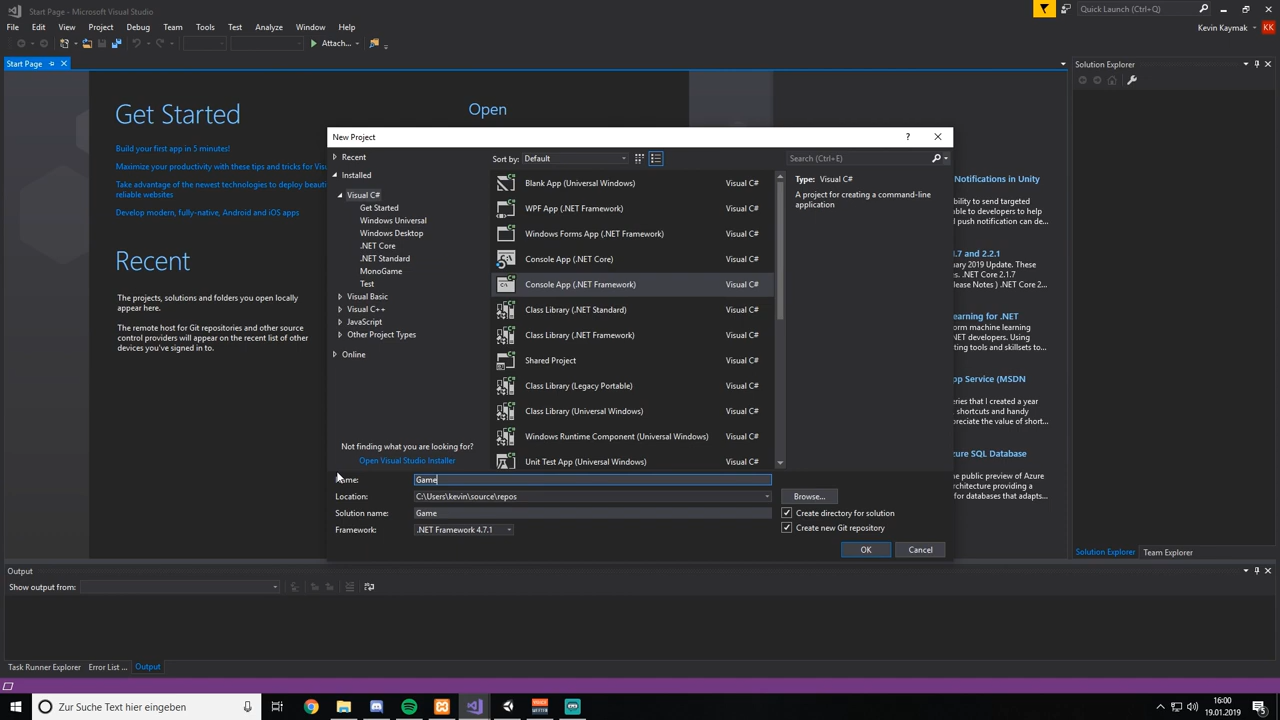 Start Page - Microsoft Visual Studio
Quick Launch (Ctrl+Q)
File Edit View Project Debug Team Tools Test Analyze Window Help
Kevin Kaymak KK
Attach...
Start Page
Solution Explorer
Get Started
Open
Build your first app in 5 minutes!
Maximize your productivity with these tips and tricks for Vis
Take advantage of the newest technologies to deploy beaut
reliable websites
Develop modern, fully-native, Android and iOS apps
Recent
The projects, solutions and folders you open locally
appear here.
The remote host for Git repositories and other source
control providers will appear on the recent list of other
devices you've signed in to.
New Project
?
Recent
Installed
Visual C#
Get Started
Windows Universal
Windows Desktop
.NET Core
.NET Standard
MonoGame
Test
Visual Basic
Visual C++
JavaScript
Other Project Types
Online
Not finding what you are looking for?
Open Visual Studio Installer
Sort by: Default
Search (Ctrl+E)
Blank App (Universal Windows) Visual C#
WPF App (.NET Framework) Visual C#
Windows Forms App (.NET Framework) Visual C#
Console App (.NET Core) Visual C#
Console App (.NET Framework) Visual C#
Class Library (.NET Standard) Visual C#
Class Library (.NET Framework) Visual C#
Shared Project Visual C#
Class Library (Legacy Portable) Visual C#
Class Library (Universal Windows) Visual C#
Windows Runtime Component (Universal Windows) Visual C#
Unit Test App (Universal Windows) Visual C#
Type: Visual C#
A project for creating a command-line
application
ame: Game
Location: C:\Users\kevin\source\repos
Browse...
Solution name: Game
Create directory for solution
Framework: .NET Framework 4.7.1
Create new Git repository
OK Cancel
Notifications in Unity
ability to send targeted
able to developers to help
d push notification can de...
1.7 and 2.2.1
nuary 2019 Update. These
Release Notes ) .NET Core 2.1.7
earning for .NET
orm machine learning
NET developers. Using
ting tools and skillsets to...
pp Service (MSDN
eries that I created a year
shortcuts and handy
ppreciate the value of short...
zure SQL Database
rise production features of
Architecture providing
for databases that adapts...
Solution Explorer Team Explorer
Output
Show output from:
Task Runner Explorer Error List ... Output
Zur Suche Text hier eingeben
16:00
19.01.2019